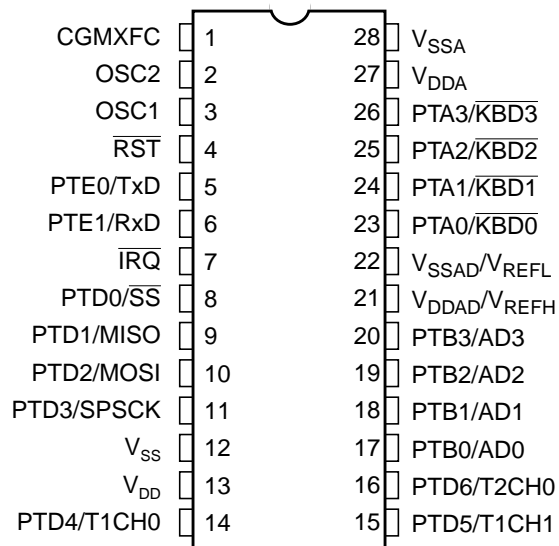 CGMXFC 1 28 VSSA
OSC2 2 27 VDDA
OSC1 3 26 PTA3/KBD3
RST 4 25 PTA2/KBD2
PTE0/TxD 5 24 PTA1/KBD1
PTE1/RxD 6 23 PTA0/KBD0
IRQ 7 22 VSSAD/VREFL
PTD0/SS 8 21 VDDAD/VREFH
PTD1/MISO 9 20 PTB3/AD3
PTD2/MOSI 10 19 PTB2/AD2
PTD3/SPSCK 11 18 PTB1/AD1
VSS 12 17 PTB0/AD0
VDD 13 16 PTD6/T2CH0
PTD4/T1CH0 14 15 PTD5/T1CH1